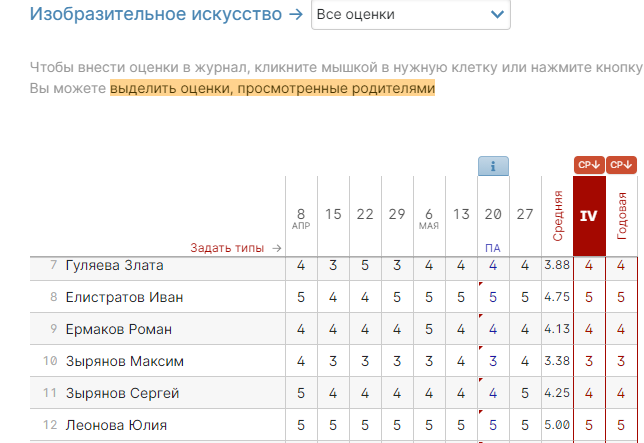 Изобразительное искусство → Все оценки
Чтобы внести оценки в журнал, кликните мышкой в нужную клетку или нажмите кнопку
Вы можете выделить оценки, просмотренные родителями
i СР↓ СР↓
8 15 22 29 6 13 20 27 Средняя IV Годовая
АПР МАЯ
Задать типы → ПА
7 Гуляева Злата 4 3 5 3 4 4 4 4 3.88 4 4
8 Елистратов Иван 5 4 4 5 5 5 5 5 4.75 5 5
9 Ермаков Роман 4 4 4 4 5 4 4 4 4.13 4 4
10 Зырянов Максим 4 3 3 3 3 4 3 4 3.38 3 3
11 Зырянов Сергей 5 4 4 4 4 4 4 5 4.25 4 4
12 Леонова Юлия 5 5 5 5 5 5 5 5 5.00 5 5